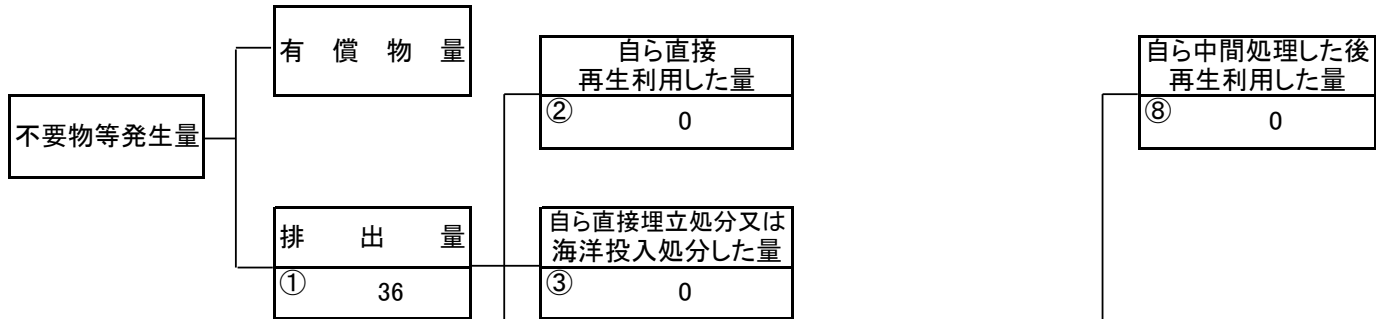 有償物量
自ら直接
再生利用した量
②
0
自ら中間処理した後
再生利用した量
⑧
0
不要物等発生量
排出量
①
36
自ら直接埋立処分又は
海洋投入処分した量
③
0